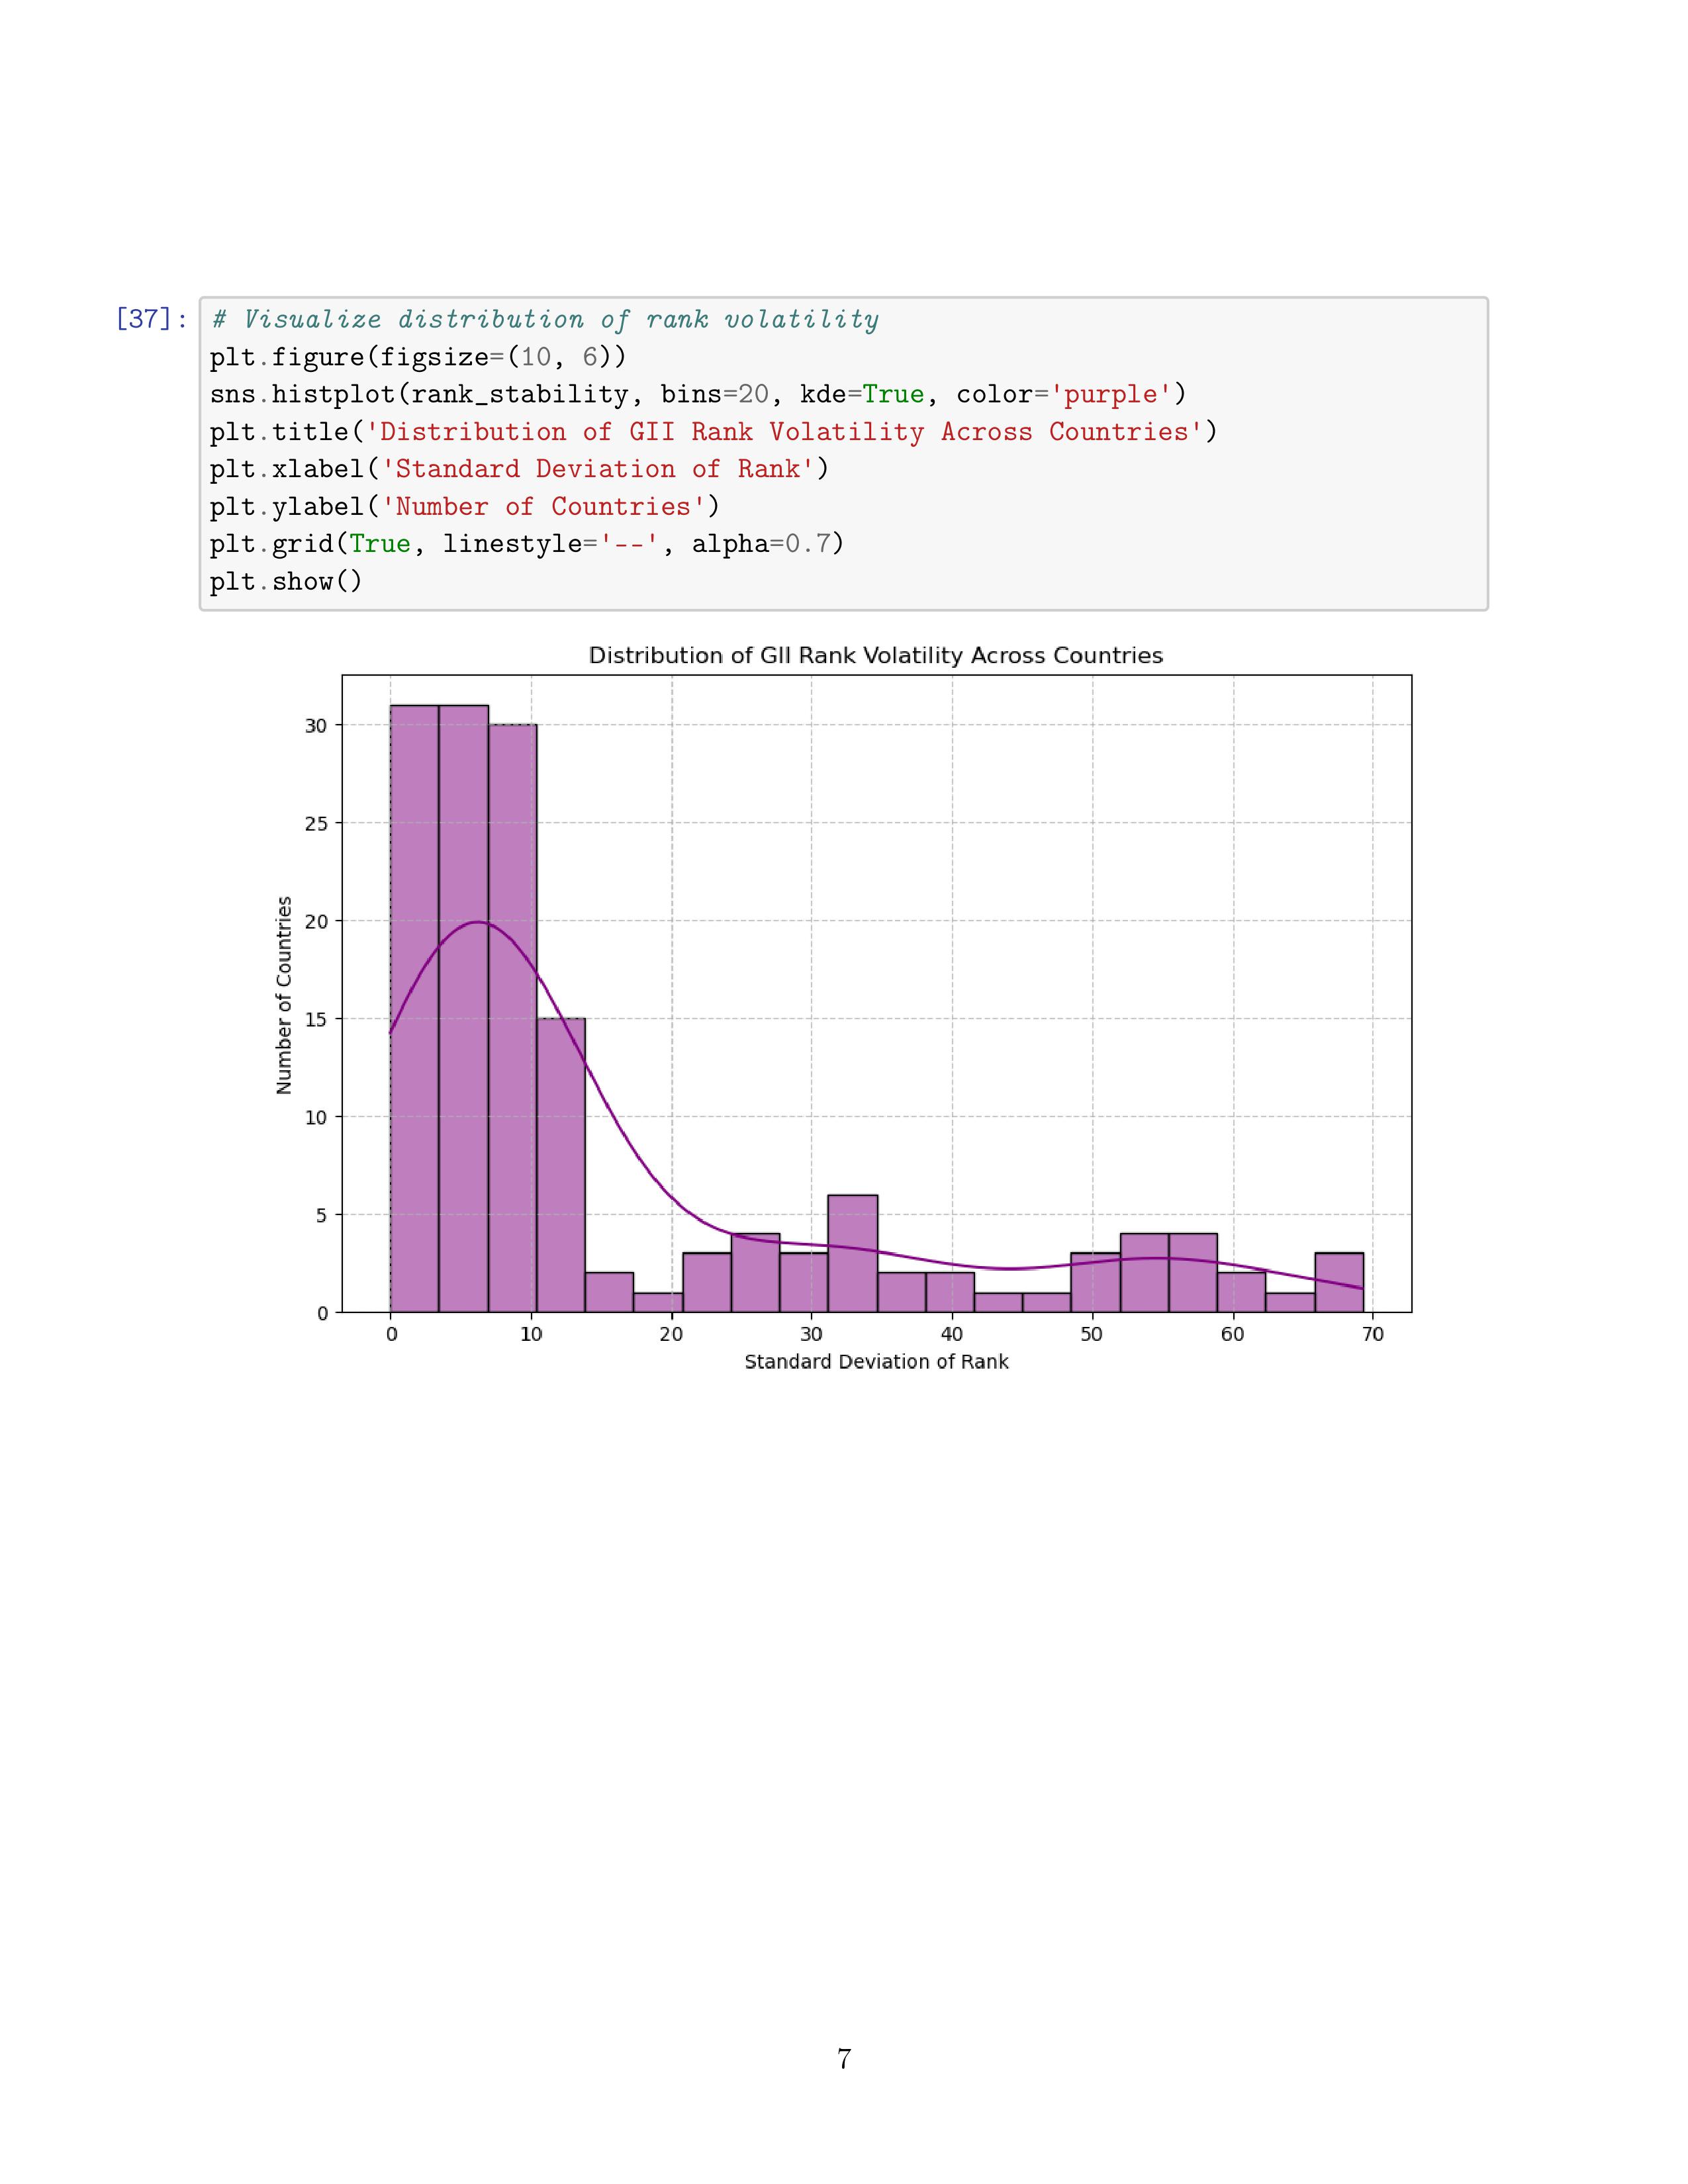 [37]: # Visualize distribution of rank volatility
plt.figure(figsize=(10, 6))
sns.histplot(rank_stability, bins=20, kde=True, color='purple')
plt.title('Distribution of GII Rank Volatility Across Countries')
plt.xlabel('Standard Deviation of Rank')
plt.ylabel('Number of Countries')
plt.grid(True, linestyle='--', alpha=0.7)
plt.show()
Distribution of GII Rank Volatility Across Countries
Number of Countries
30
25
20
15
10
5
0
0 10 20 30 40 50 60 70
Standard Deviation of Rank
7